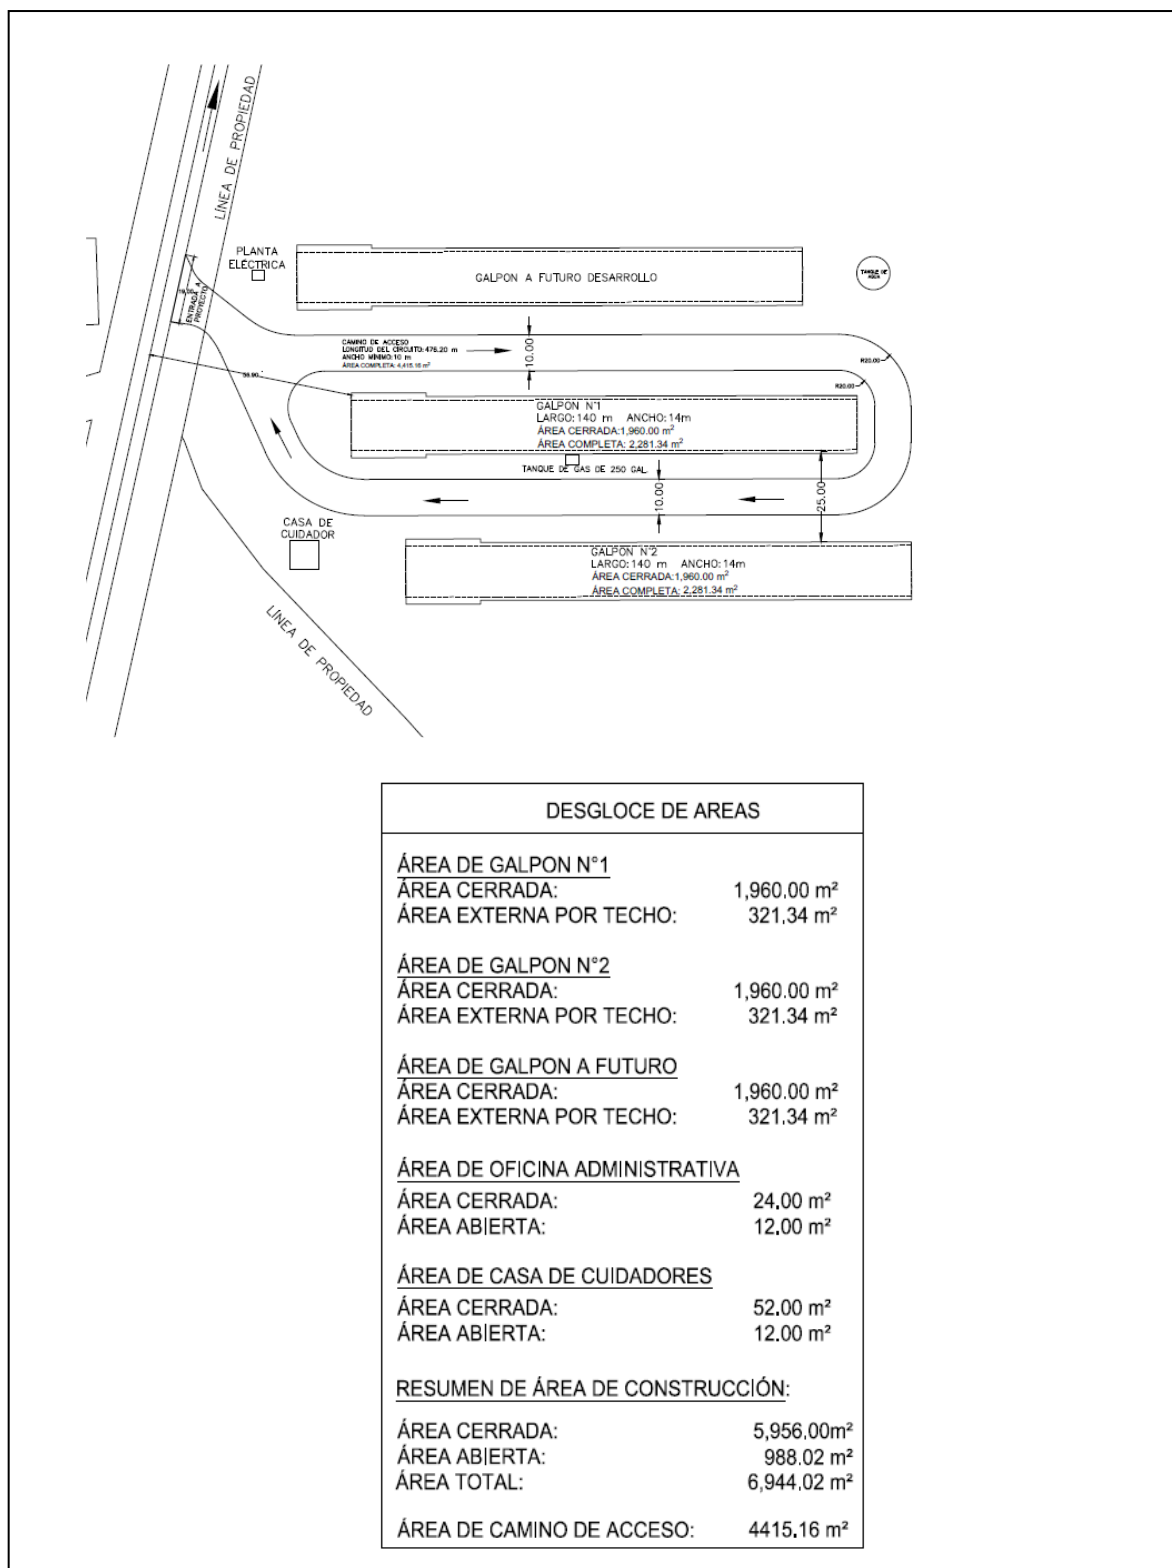 LÍNEA DE PROPIEDAD
PLANTA
ELÉCTRICA
GALPON A FUTURO DESARROLLO
TANQUE DE
AGUA
ENTRADA A
PROYECTO
CAMINO DE ACCESO
LONGITUD DEL CIRCUITO: 476.20 m
ANCHO MÍNIMO: 10 m
ÁREA COMPLETA: 4,415.16 m²
10.00
R20.00
R20.00
GALPON N°1
LARGO: 140 m ANCHO: 14m
ÁREA CERRADA:1,960.00 m²
ÁREA COMPLETA: 2,281.34 m²
TANQUE DE GAS DE 250 GAL.
10.00
25.00
CASA DE
CUIDADOR
GALPON N°2
LARGO: 140 m ANCHO: 14m
ÁREA CERRADA:1,960.00 m²
ÁREA COMPLETA: 2,281.34 m²
LÍNEA DE PROPIEDAD
DESGLOCE DE AREAS
ÁREA DE GALPON N°1
ÁREA CERRADA: 1,960.00 m²
ÁREA EXTERNA POR TECHO: 321.34 m²
ÁREA DE GALPON N°2
ÁREA CERRADA: 1,960.00 m²
ÁREA EXTERNA POR TECHO: 321.34 m²
ÁREA DE GALPON A FUTURO
ÁREA CERRADA: 1,960.00 m²
ÁREA EXTERNA POR TECHO: 321.34 m²
ÁREA DE OFICINA ADMINISTRATIVA
ÁREA CERRADA: 24.00 m²
ÁREA ABIERTA: 12.00 m²
ÁREA DE CASA DE CUIDADORES
ÁREA CERRADA: 52.00 m²
ÁREA ABIERTA: 12.00 m²
RESUMEN DE ÁREA DE CONSTRUCCIÓN:
ÁREA CERRADA: 5,956.00m²
ÁREA ABIERTA: 988.02 m²
ÁREA TOTAL: 6,944.02 m²
ÁREA DE CAMINO DE ACCESO: 4415.16 m²